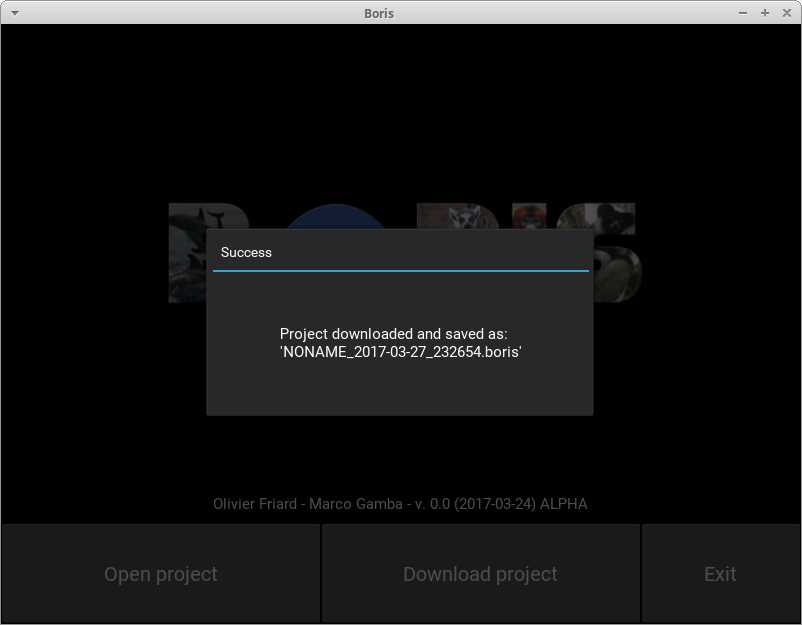 Boris
BORIS
Success
Project downloaded and saved as:
'NONAME_2017-03-27_232654.boris'
Olivier Friard - Marco Gamba - v. 0.0 (2017-03-24) ALPHA
Open project
Download project
Exit